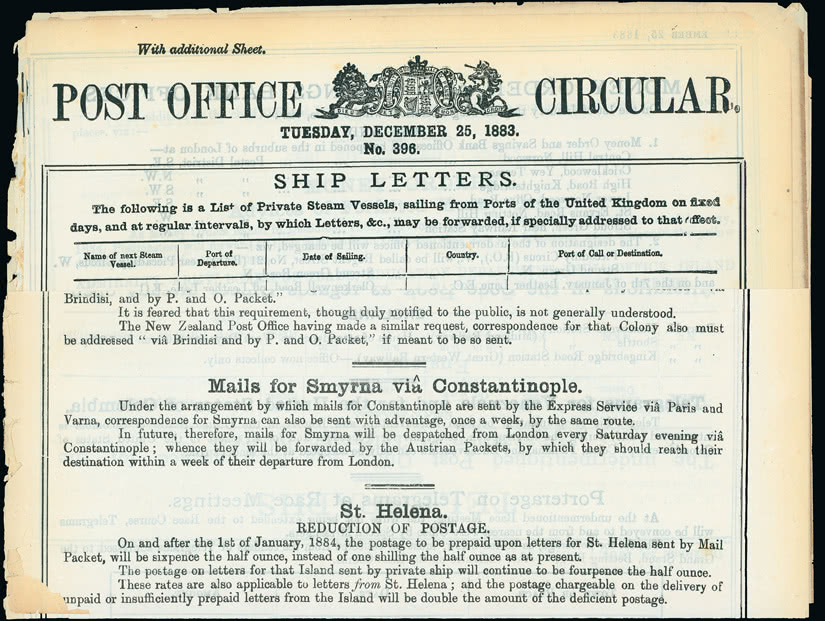 With additional Sheet.
POST OFFICE CIRCULAR.
TUESDAY, DECEMBER 25, 1883.
No. 396.
SHIP LETTERS.
The following is a List of Private Steam Vessels, sailing from Ports of the United Kingdom on fixed
days, and at regular intervals, by which Letters, &c., may be forwarded, if specially addressed to that effect.
Name of next Steam Vessel. Port of Departure. Date of Sailing. Country. Port of Call or Destination.
Brindisi, and by P. and O. Packet."
It is feared that this requirement, though duly notified to the public, is not generally understood.
The New Zealand Post Office having made a similar request, correspondence for that Colony also must
be addressed "viâ Brindisi and by P. and O. Packet," if meant to be so sent.
Mails for Smyrna viâ Constantinople.
Under the arrangement by which mails for Constantinople are sent by the Express Service viâ Paris and
Varna, correspondence for Smyrna can also be sent with advantage, once a week, by the same route.
In future, therefore, mails for Smyrna will be despatched from London every Saturday evening viâ
Constantinople; whence they will be forwarded by the Austrian Packets, by which they should reach their
destination within a week of their departure from London.
St. Helena.
REDUCTION OF POSTAGE.
On and after the 1st of January, 1884, the postage to be prepaid upon letters for St. Helena sent by Mail
Packet, will be sixpence the half ounce, instead of one shilling the half ounce as at present.
The postage on letters for that Island sent by private ship will continue to be fourpence the half ounce.
These rates are also applicable to letters from St. Helena; and the postage chargeable on the delivery of
unpaid or insufficiently prepaid letters from the Island will be double the amount of the deficient postage.